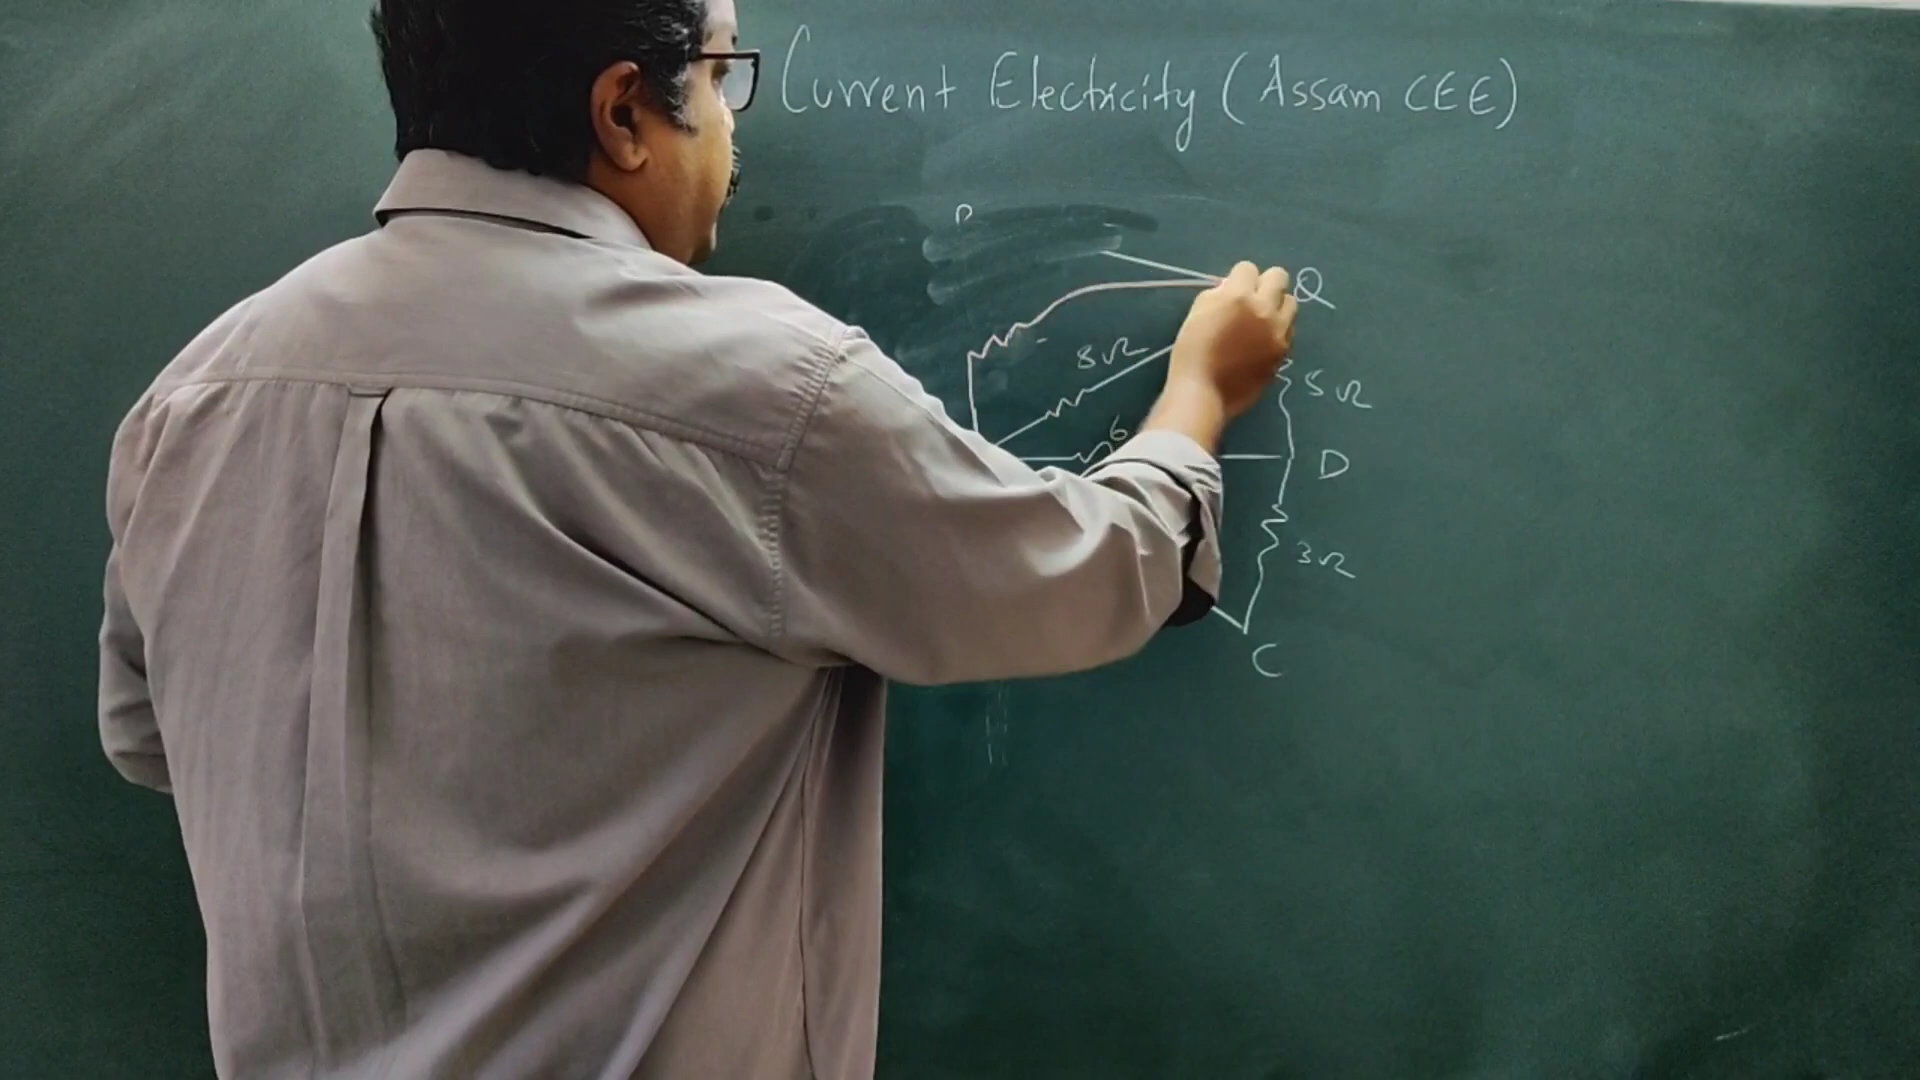 Current Electricity (Assam CEE)
P
Q
8Ω
5Ω
6
D
3Ω
C